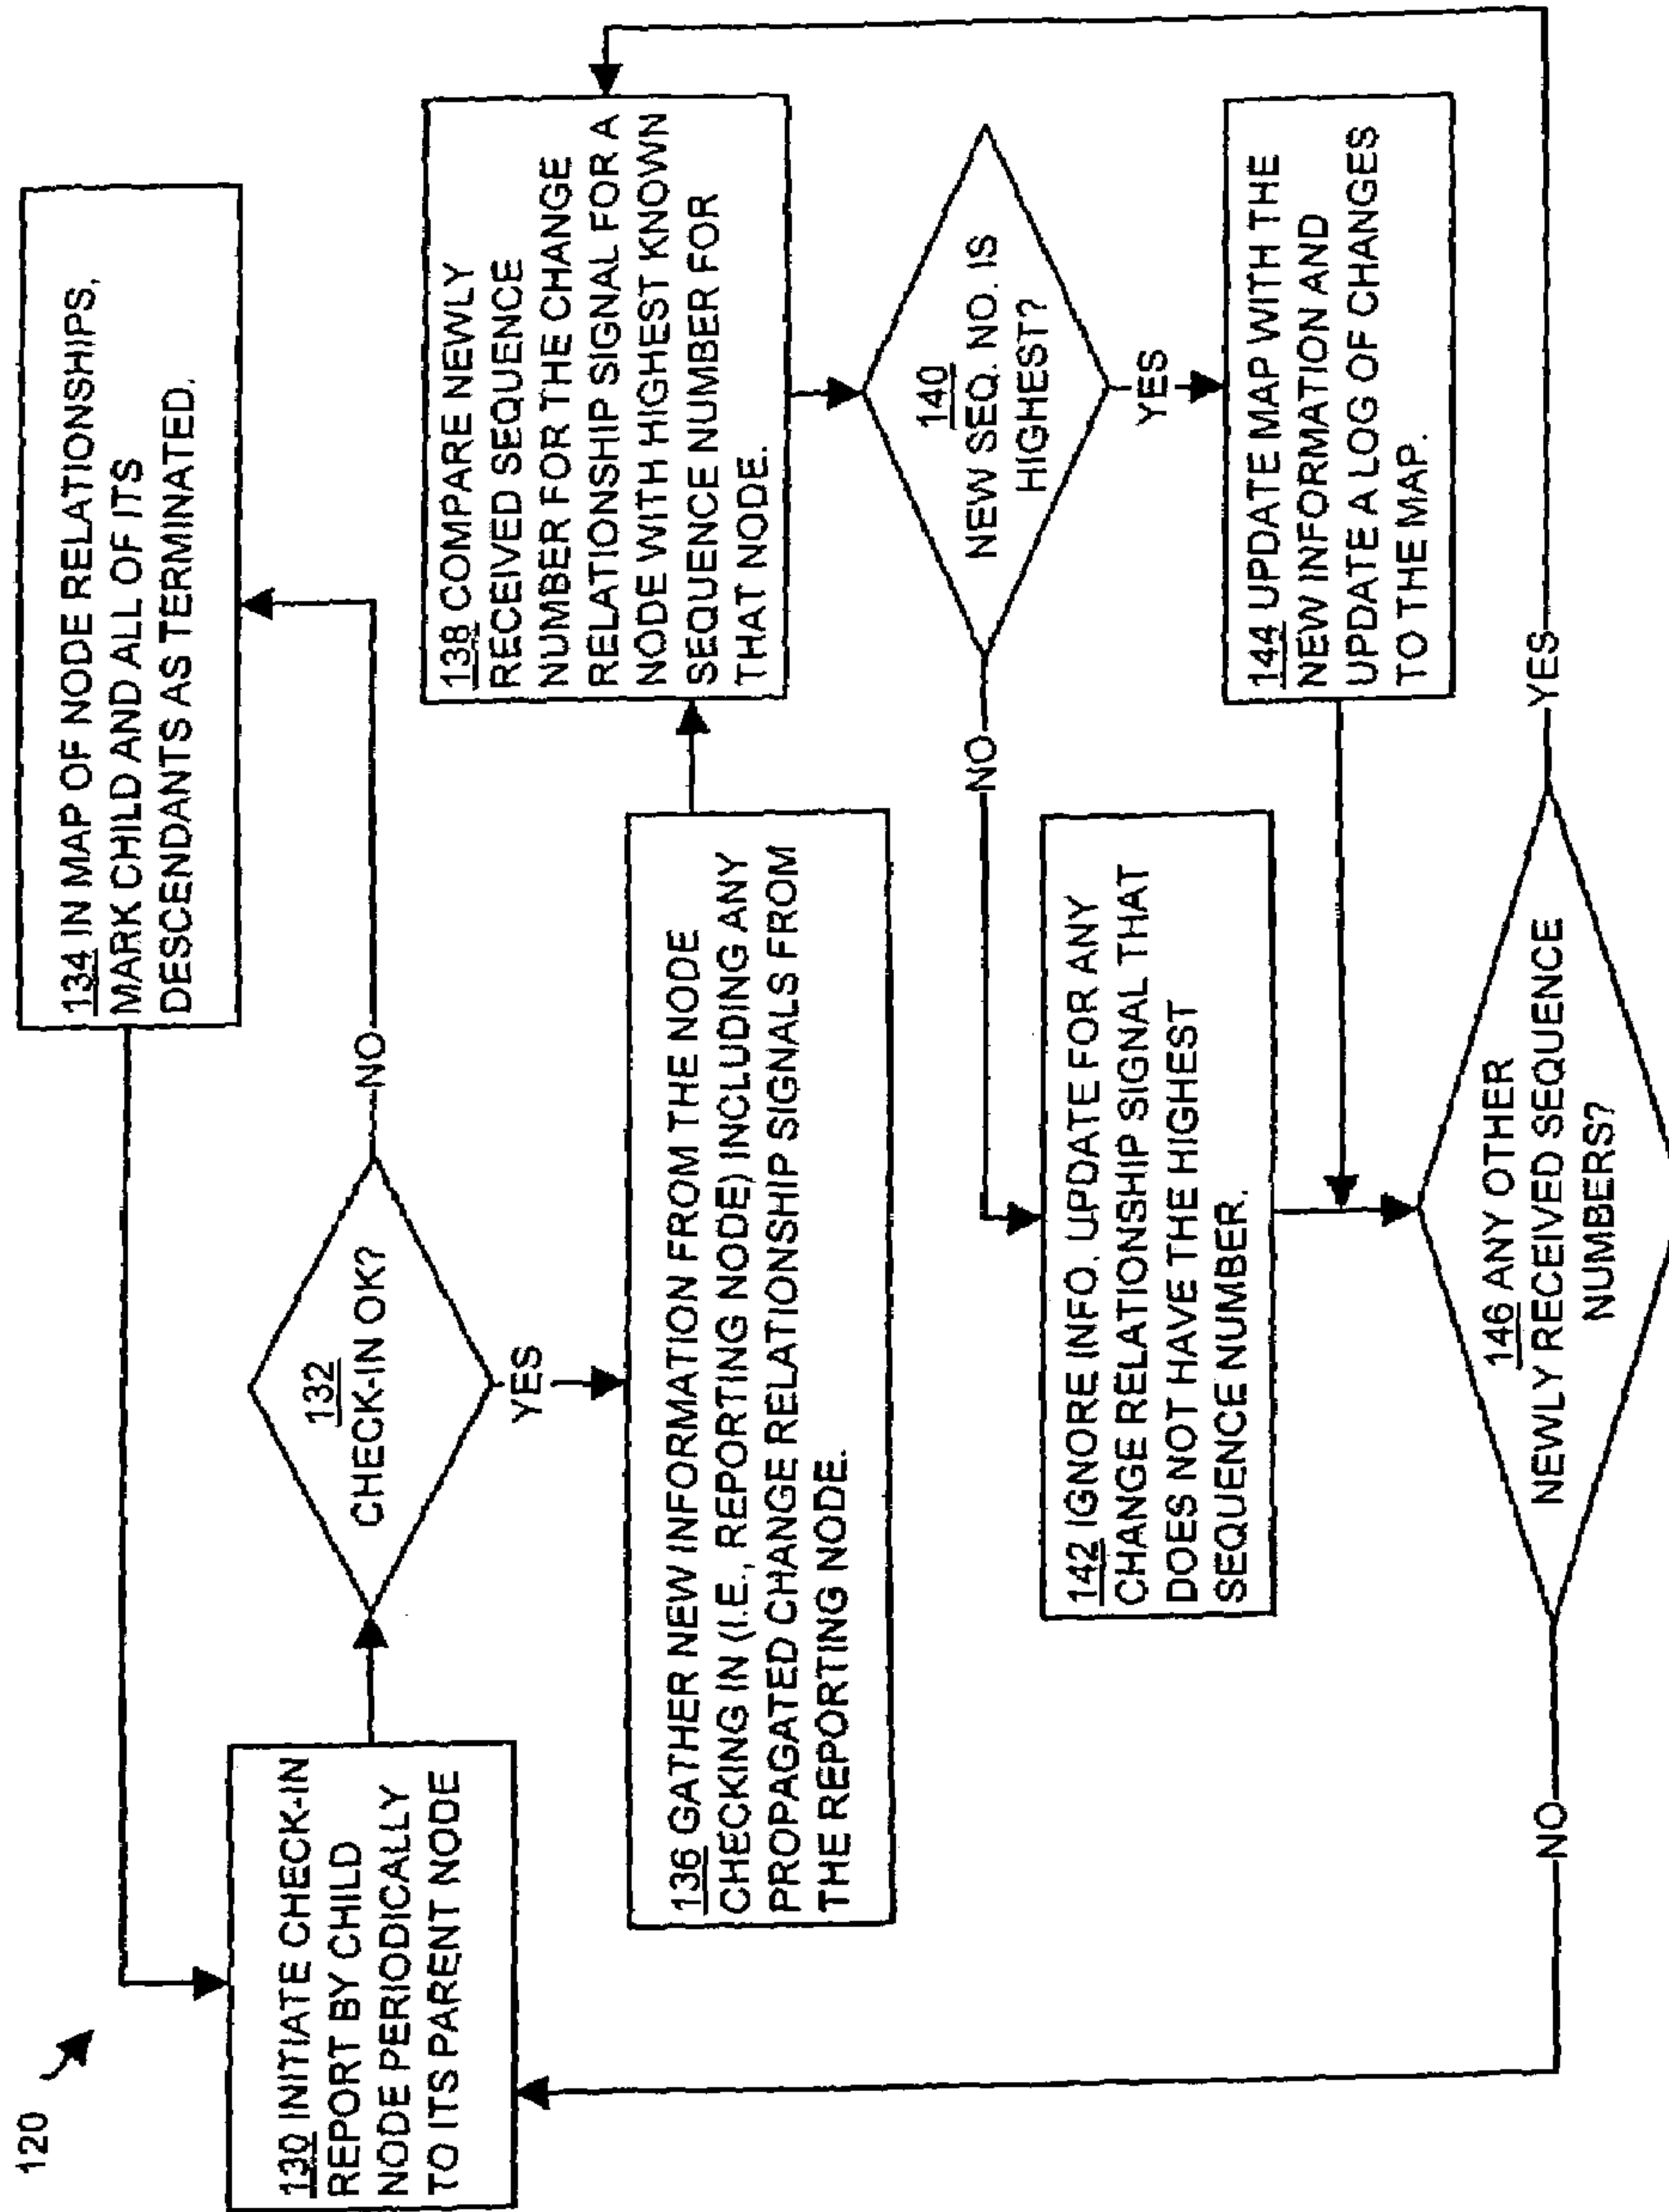 120
130 INITIATE CHECK-IN
REPORT BY CHILD
NODE PERIODICALLY
TO ITS PARENT NODE
132
CHECK-IN OK?
NO
YES
134 IN MAP OF NODE RELATIONSHIPS,
MARK CHILD AND ALL OF ITS
DESCENDANTS AS TERMINATED.
136 GATHER NEW INFORMATION FROM THE NODE
CHECKING IN (I.E., REPORTING NODE) INCLUDING ANY
PROPAGATED CHANGE RELATIONSHIP SIGNALS FROM
THE REPORTING NODE.
138 COMPARE NEWLY
RECEIVED SEQUENCE
NUMBER FOR THE CHANGE
RELATIONSHIP SIGNAL FOR A
NODE WITH HIGHEST KNOWN
SEQUENCE NUMBER FOR
THAT NODE.
140
NEW SEQ. NO. IS
HIGHEST?
NO
YES
142 IGNORE INFO. UPDATE FOR ANY
CHANGE RELATIONSHIP SIGNAL THAT
DOES NOT HAVE THE HIGHEST
SEQUENCE NUMBER.
144 UPDATE MAP WITH THE
NEW INFORMATION AND
UPDATE A LOG OF CHANGES
TO THE MAP.
146 ANY OTHER
NEWLY RECEIVED SEQUENCE
NUMBERS?
NO
YES